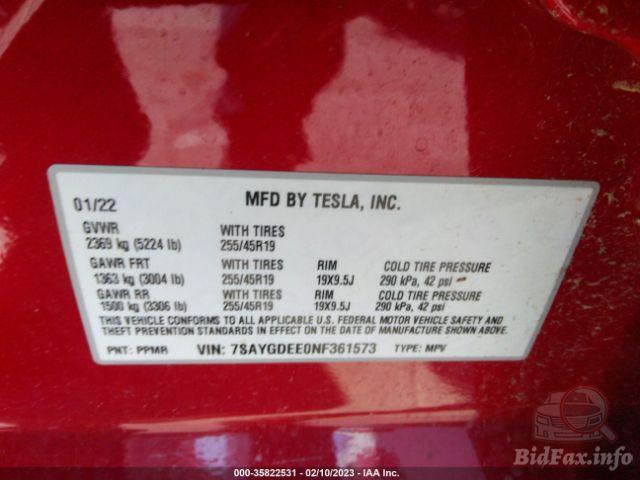 01/22 MFD BY TESLA, INC.
GVWR WITH TIRES
2369 kg (5224 lb) 255/45R19
GAWR FRT WITH TIRES RIM COLD TIRE PRESSURE
1363 kg (3004 lb) 255/45R19 19X9.5J 290 kPa, 42 psi
GAWR RR WITH TIRES RIM COLD TIRE PRESSURE
1500 kg (3306 lb) 255/45R19 19X9.5J 290 kPa, 42 psi
THIS VEHICLE CONFORMS TO ALL APPLICABLE U.S. FEDERAL MOTOR VEHICLE SAFETY AND
THEFT PREVENTION STANDARDS IN EFFECT ON THE DATE OF MANUFACTURE SHOWN ABOVE.
PNT: PPMR VIN: 7SAYGDEE0NF361573 TYPE: MPV
000-35822531 - 02/10/2023 - IAA Inc.
BidFax.info